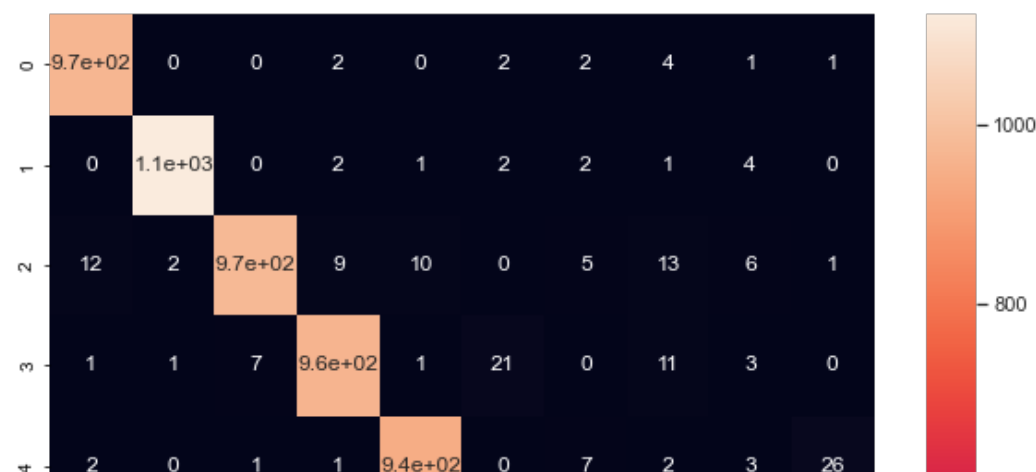 0 9.7e+02 0 0 2 0 2 2 4 1 1
1000
1 0 1.1e+03 0 2 1 2 2 1 4 0
2 12 2 9.7e+02 9 10 0 5 13 6 1
800
3 1 1 7 9.6e+02 1 21 0 11 3 0
4 2 0 1 1 9.4e+02 0 7 2 3 26